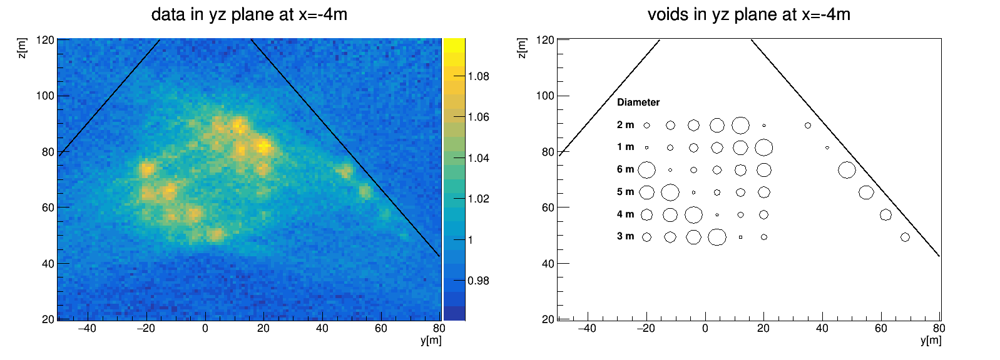 data in yz plane at x=-4m
z[m]
120
100
80
60
40
20
−40
−20
0
20
40
60
80
y[m]
1.08
1.06
1.04
1.02
1
0.98
voids in yz plane at x=-4m
z[m]
120
100
80
60
40
20
Diameter
2 m
1 m
6 m
5 m
4 m
3 m
−40
−20
0
20
40
60
80
y[m]